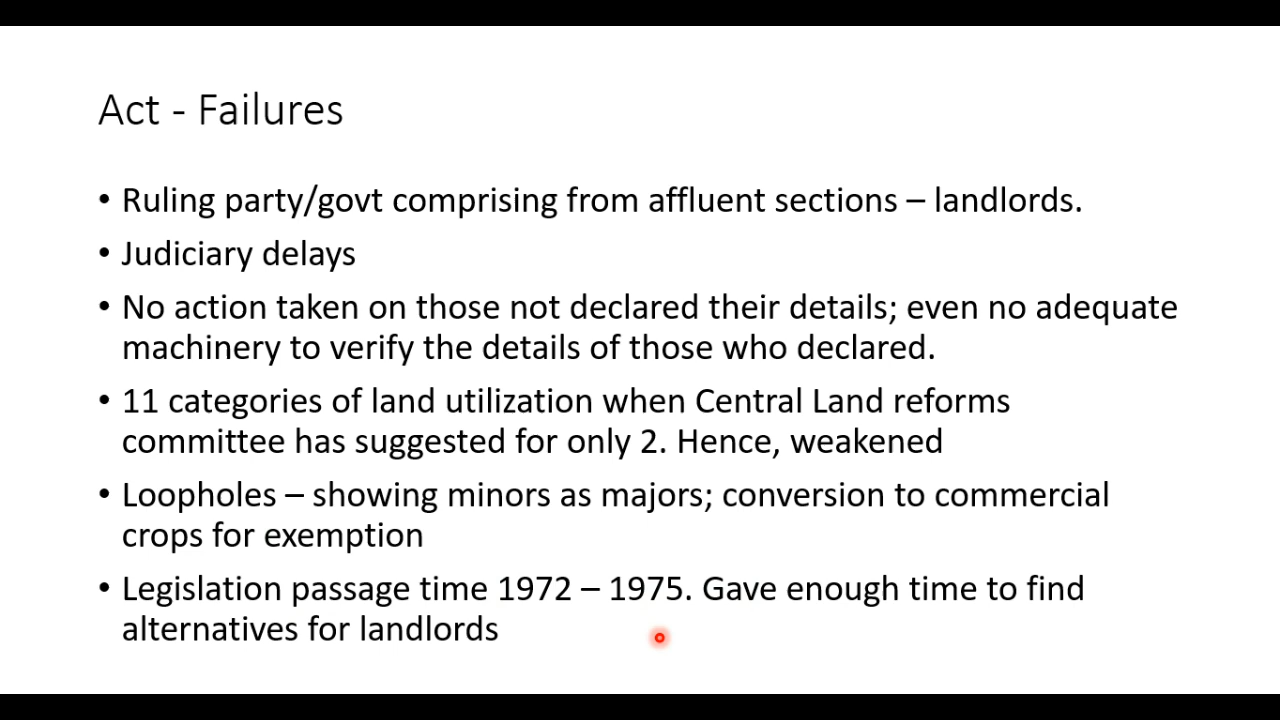 Act - Failures
• Ruling party/govt comprising from affluent sections – landlords.
• Judiciary delays
• No action taken on those not declared their details; even no adequate
machinery to verify the details of those who declared.
• 11 categories of land utilization when Central Land reforms
committee has suggested for only 2. Hence, weakened
• Loopholes – showing minors as majors; conversion to commercial
crops for exemption
• Legislation passage time 1972 – 1975. Gave enough time to find
alternatives for landlords